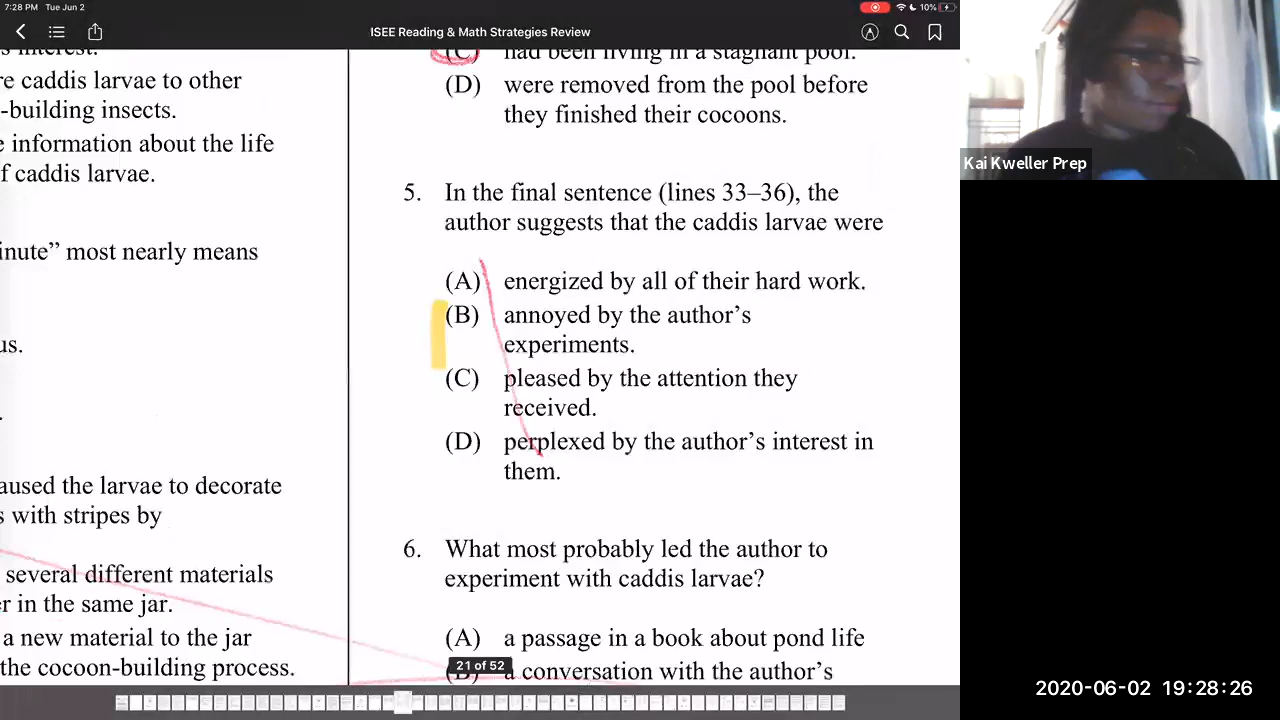 7:28 PM Tue Jun 2
10%
ISEE Reading & Math Strategies Review
s interest.
re caddis larvae to other
-building insects.
e information about the life
f caddis larvae.
inute” most nearly means
us.
.
aused the larvae to decorate
s with stripes by
several different materials
er in the same jar.
a new material to the jar
the cocoon-building process.
(C) had been living in a stagnant pool.
(D) were removed from the pool before
they finished their cocoons.
5. In the final sentence (lines 33–36), the
author suggests that the caddis larvae were
(A) energized by all of their hard work.
(B) annoyed by the author’s
experiments.
(C) pleased by the attention they
received.
(D) perplexed by the author’s interest in
them.
6. What most probably led the author to
experiment with caddis larvae?
(A) a passage in a book about pond life
(B) a conversation with the author’s
21 of 52
Kai Kweller Prep
2020-06-02 19:28:26